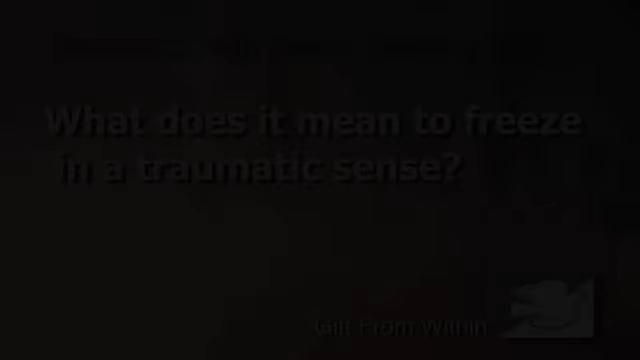 What does it mean to freeze
in a traumatic sense?
Gift From Within